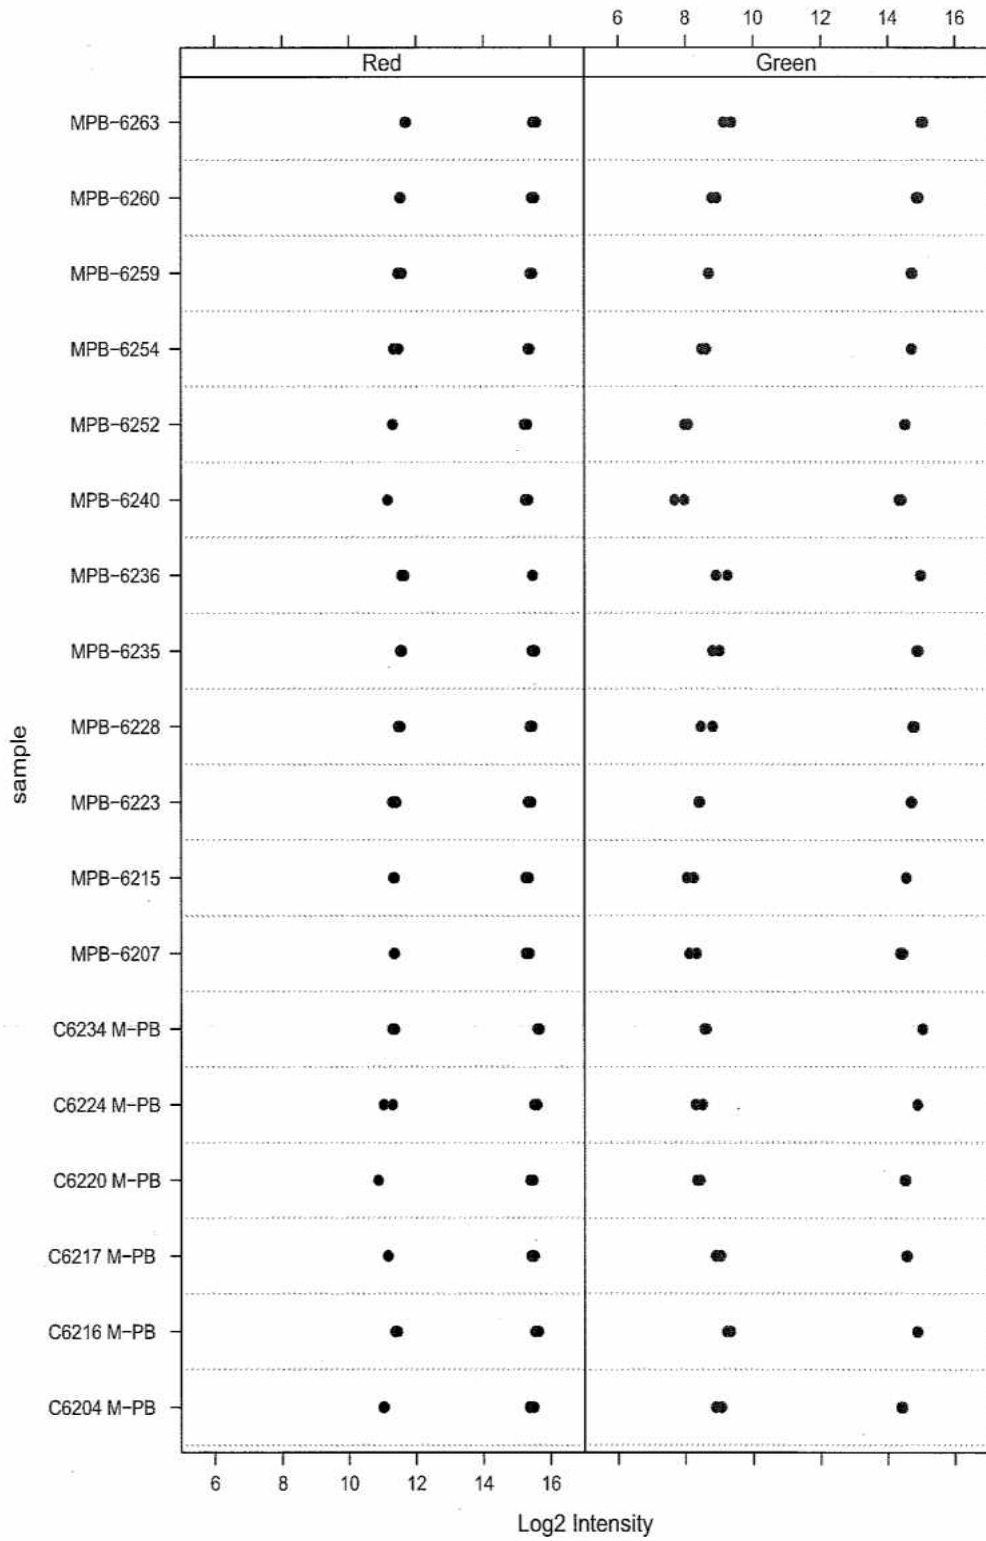 6 8 10 12 14 16
Red Green
MPB-6263
MPB-6260
MPB-6259
MPB-6254
MPB-6252
MPB-6240
MPB-6236
MPB-6235
MPB-6228
MPB-6223
MPB-6215
MPB-6207
C6234 M-PB
C6224 M-PB
C6220 M-PB
C6217 M-PB
C6216 M-PB
C6204 M-PB
sample
6 8 10 12 14 16
Log2 Intensity